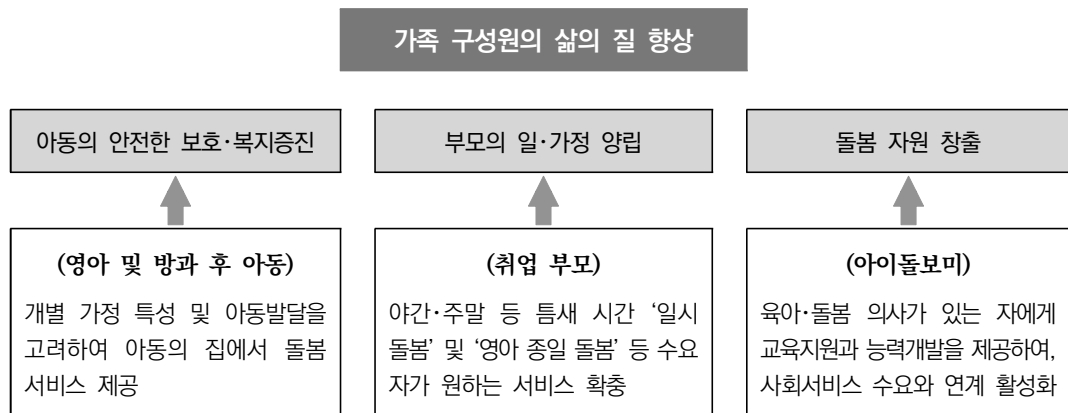 가족 구성원의 삶의 질 향상
아동의 안전한 보호·복지증진
부모의 일·가정 양립
돌봄 자원 창출
(영아 및 방과 후 아동)
개별 가정 특성 및 아동발달을
고려하여 아동의 집에서 돌봄
서비스 제공
(취업 부모)
야간·주말 등 틈새 시간 ‘일시
돌봄’ 및 ‘영아 종일 돌봄’ 등 수요
자가 원하는 서비스 확충
(아이돌보미)
육아·돌봄 의사가 있는 자에게
교육지원과 능력개발을 제공하여,
사회서비스 수요와 연계 활성화